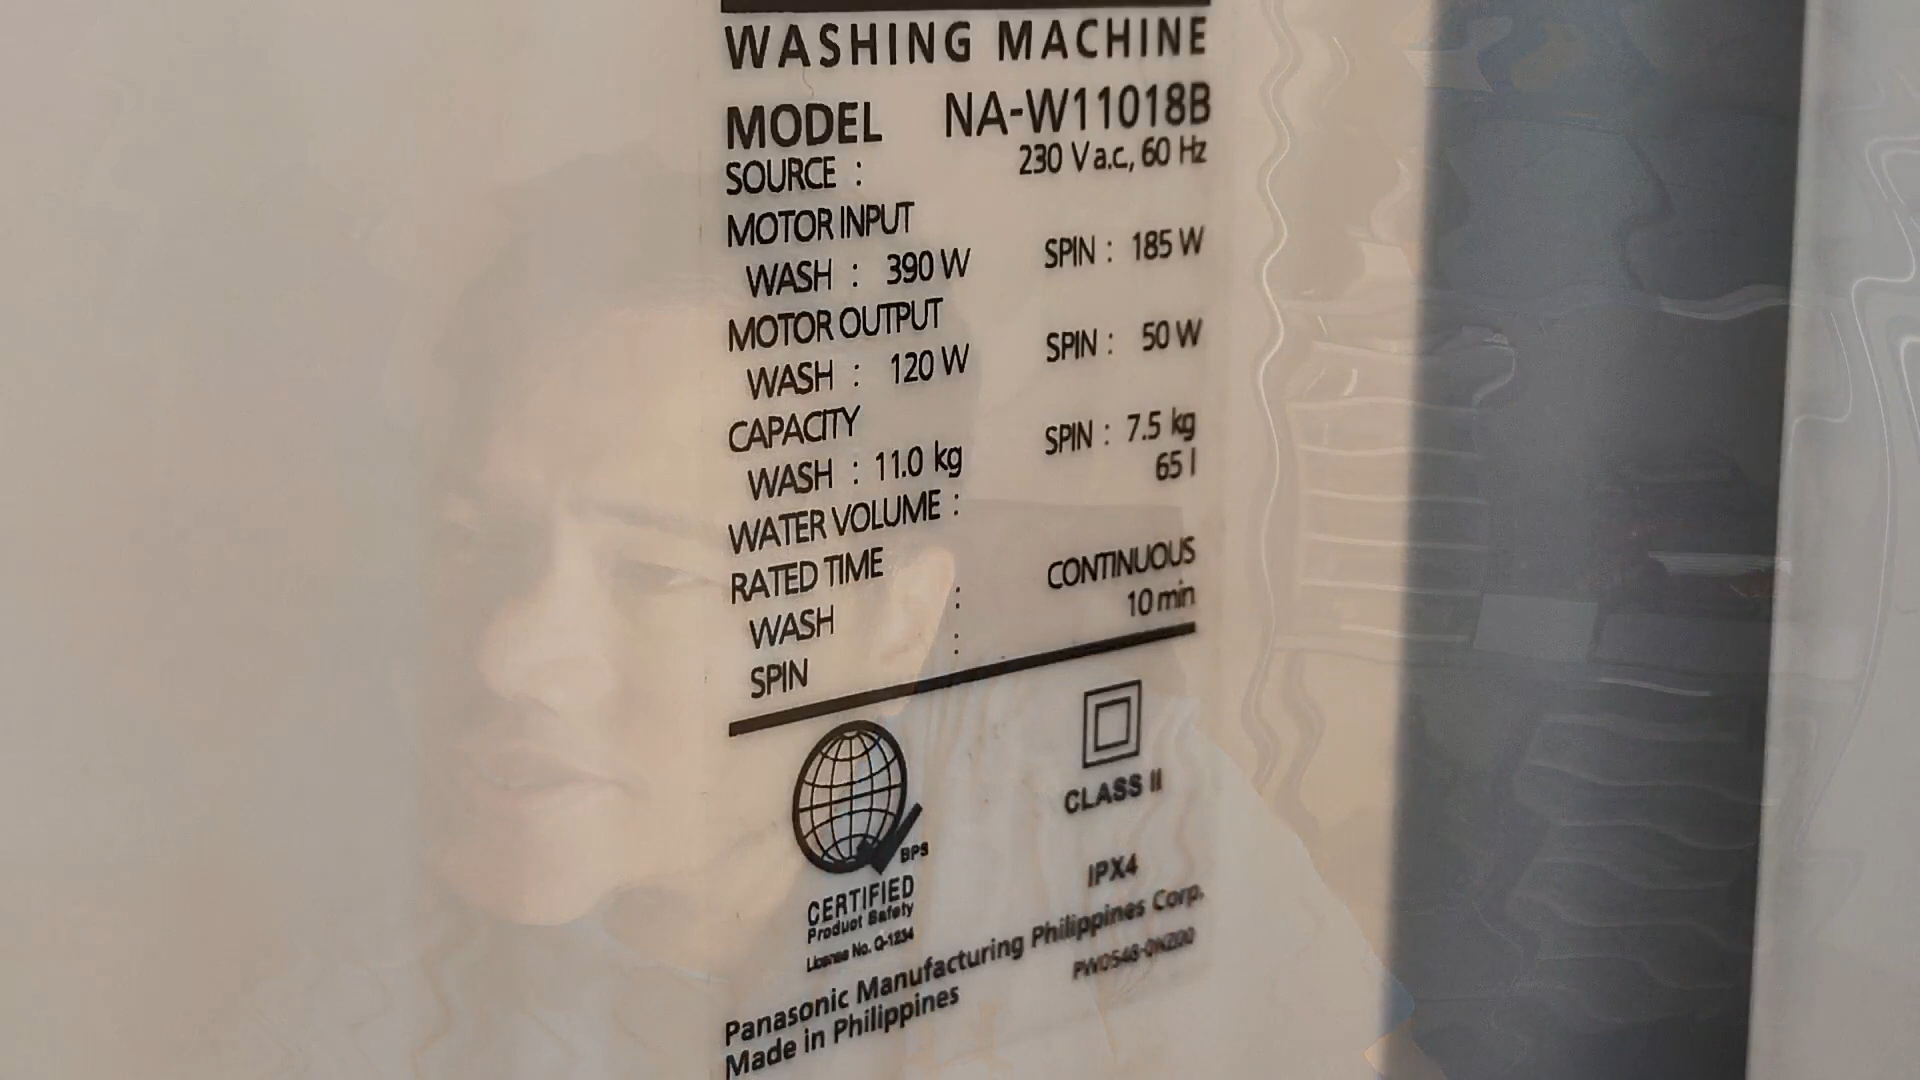 WASHING MACHINE
MODEL NA-W11018B
SOURCE : 230 V a.c., 60 Hz
MOTOR INPUT
WASH : 390 W SPIN : 185 W
MOTOR OUTPUT
WASH : 120 W SPIN : 50 W
CAPACITY
WASH : 11.0 kg SPIN : 7.5 kg
WATER VOLUME : 65 l
RATED TIME
WASH : CONTINUOUS
SPIN : 10 min
BPS
CERTIFIED
Product Safety
License No. Q-1234
CLASS II
IPX4
Panasonic Manufacturing Philippines Corp.
Made in Philippines